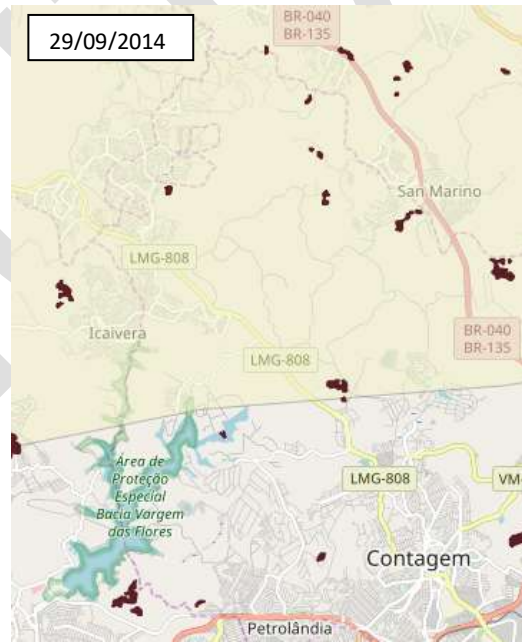 29/09/2014
BR-040
BR-135
San Marino
LMG-808
Icaivera
BR-040
BR-135
LMG-808
Área de
Proteção
Especial
Bacia Vargem
das Flores
LMG-808
VM-
Contagem
Petrolândia